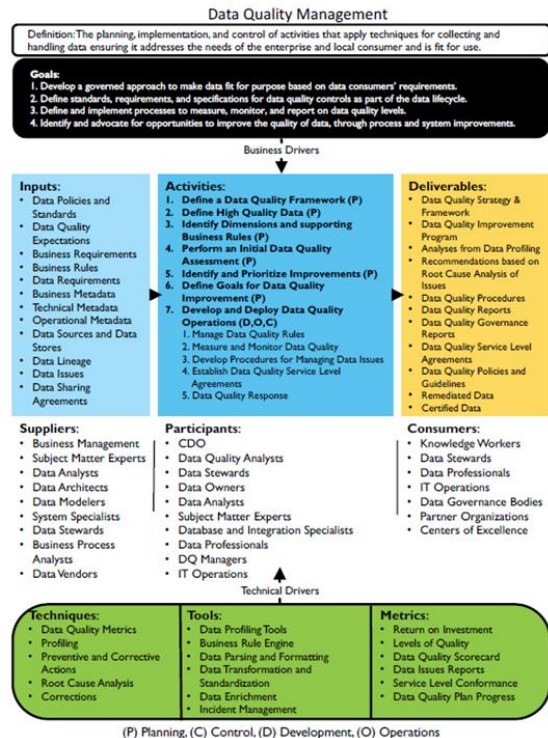 Data Quality Management
Definition: The planning, implementation, and control of activities that apply techniques for collecting and
handling data ensuring it addresses the needs of the enterprise and local consumer and is fit for use.
Goals:
1. Develop a governed approach to make data fit for purpose based on data consumers' requirements.
2. Define standards, requirements, and specifications for data quality controls as part of the data lifecycle.
3. Define and implement processes to measure, monitor, and report on data quality levels.
4. Identify and advocate for opportunities to improve the quality of data, through process and system improvements.
Business Drivers
Inputs:
• Data Policies and
Standards
• Data Quality
Expectations
• Business Requirements
• Business Rules
• Data Requirements
• Business Metadata
• Technical Metadata
• Operational Metadata
• Data Sources and Data
Stores
• Data Lineage
• Data Issues
• Data Sharing
Agreements
Activities:
1. Define a Data Quality Framework (P)
2. Define High Quality Data (P)
3. Identify Dimensions and supporting
Business Rules (P)
4. Perform an Initial Data Quality
Assessment (P)
5. Identify and Prioritize Improvements (P)
6. Define Goals for Data Quality
Improvement (P)
7. Develop and Deploy Data Quality
Operations (D,O,C)
1. Manage Data Quality Rules
2. Measure and Monitor Data Quality
3. Develop Procedures for Managing Data Issues
4. Establish Data Quality Service Level
Agreements
5. Data Quality Response
Deliverables:
• Data Quality Strategy &
Framework
• Data Quality Improvement
Program
• Analyses from Data Profiling
• Recommendations based on
Root Cause Analysis of
Issues
• Data Quality Procedures
• Data Quality Reports
• Data Quality Governance
Reports
• Data Quality Service Level
Agreements
• Data Quality Policies and
Guidelines
• Remediated Data
• Certified Data
Suppliers:
• Business Management
• Subject Matter Experts
• Data Analysts
• Data Architects
• Data Modelers
• System Specialists
• Data Stewards
• Business Process
Analysts
• Data Vendors
Participants:
• CDO
• Data Quality Analysts
• Data Stewards
• Data Owners
• Data Analysts
• Subject Matter Experts
• Database and Integration Specialists
• Data Professionals
• DQ Managers
• IT Operations
Consumers:
• Knowledge Workers
• Data Stewards
• Data Professionals
• IT Operations
• Data Governance Bodies
• Partner Organizations
• Centers of Excellence
Technical Drivers
Techniques:
• Data Quality Metrics
• Profiling
• Preventive and Corrective
Actions
• Root Cause Analysis
• Corrections
Tools:
• Data Profiling Tools
• Business Rule Engine
• Data Parsing and Formatting
• Data Transformation and
Standardization
• Data Enrichment
• Incident Management
Metrics:
• Return on Investment
• Levels of Quality
• Data Quality Scorecard
• Data Issues Reports
• Service Level Conformance
• Data Quality Plan Progress
(P) Planning, (C) Control, (D) Development, (O) Operations